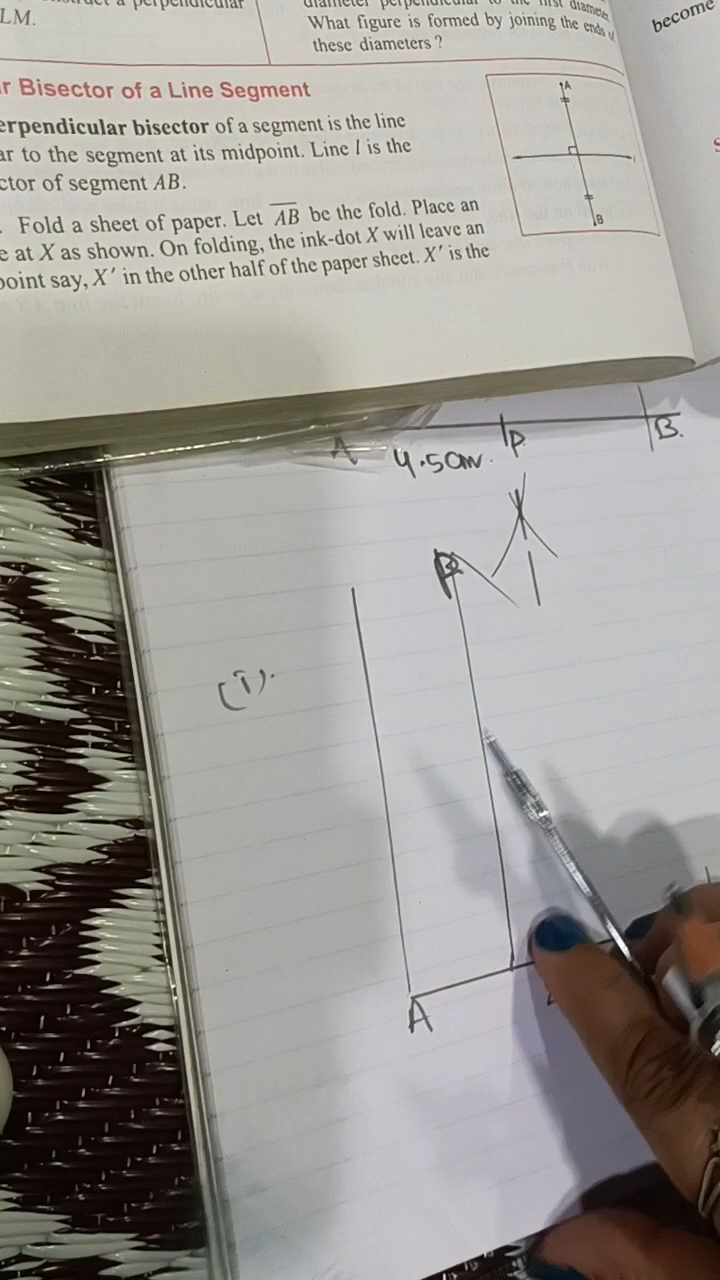 a perpendicular
LM.
What figure is formed by joining the ends
these diameters ?
become
r Bisector of a Line Segment
erpendicular bisector of a segment is the line
ar to the segment at its midpoint. Line l is the
ctor of segment AB.
. Fold a sheet of paper. Let AB be the fold. Place an
e at X as shown. On folding, the ink-dot X will leave an
point say, X′ in the other half of the paper sheet. X′ is the
A
B
A 4.5cm. P B.
(i).
A